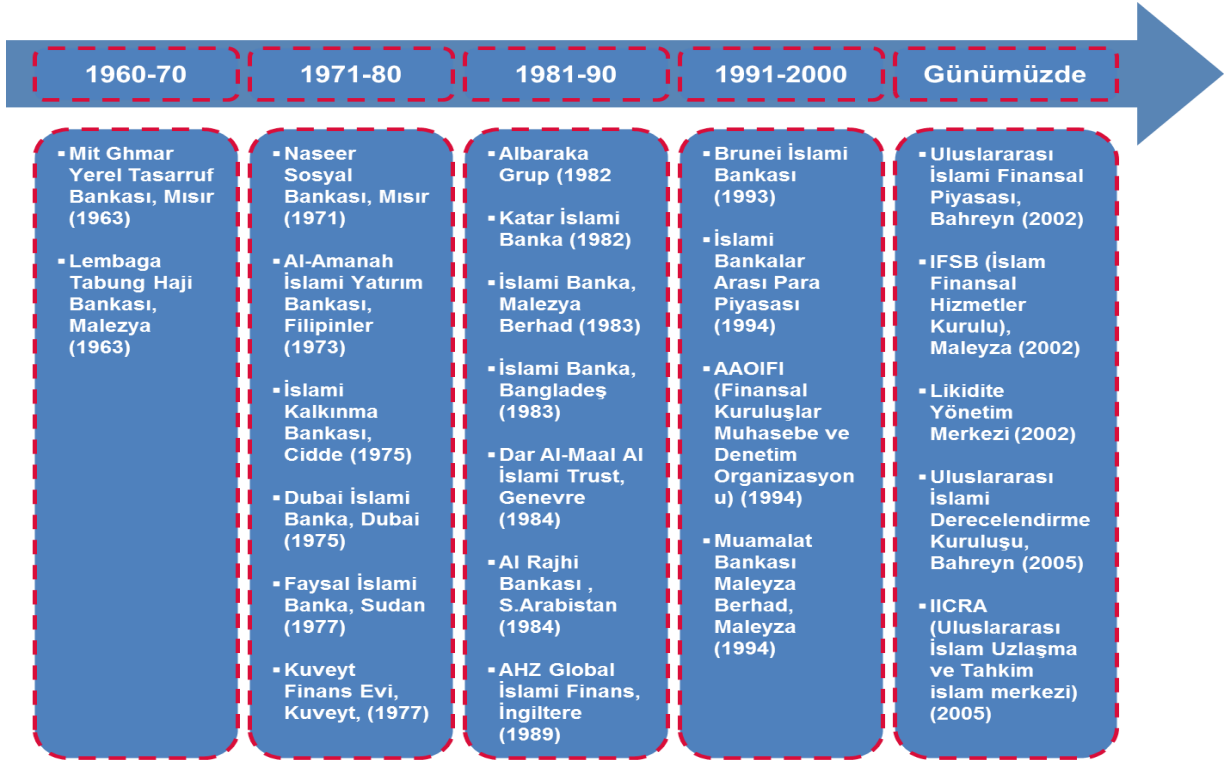 1960-70
1971-80
1981-90
1991-2000
Günümüzde
▪ Mit Ghmar
Yerel Tasarruf
Bankası, Mısır
(1963)
▪ Lembaga
Tabung Haji
Bankası,
Malezya
(1963)
▪ Naseer
Sosyal
Bankası, Mısır
(1971)
▪ Al-Amanah
İslami Yatırım
Bankası,
Filipinler
(1973)
▪ İslami
Kalkınma
Bankası,
Cidde (1975)
▪ Dubai İslami
Banka, Dubai
(1975)
▪ Faysal İslami
Banka, Sudan
(1977)
▪ Kuveyt
Finans Evi,
Kuveyt, (1977)
▪ Albaraka
Grup (1982
▪ Katar İslami
Banka (1982)
▪ İslami Banka,
Malezya
Berhad (1983)
▪ İslami Banka,
Bangladeş
(1983)
▪ Dar Al-Maal Al
İslami Trust,
Genevre
(1984)
▪ Al Rajhi
Bankası ,
S.Arabistan
(1984)
▪ AHZ Global
İslami Finans,
İngiltere
(1989)
▪ Brunei İslami
Bankası
(1993)
▪ İslami
Bankalar
Arası Para
Piyasası
(1994)
▪ AAOIFI
(Finansal
Kuruluşlar
Muhasebe ve
Denetim
Organizasyon
u) (1994)
▪ Muamalat
Bankası
Maleyza
Berhad,
Maleyza
(1994)
▪ Uluslararası
İslami Finansal
Piyasası,
Bahreyn (2002)
▪ IFSB (İslam
Finansal
Hizmetler
Kurulu),
Maleyza (2002)
▪ Likidite
Yönetim
Merkezi (2002)
▪ Uluslararası
İslami
Derecelendirme
Kuruluşu,
Bahreyn (2005)
▪ IICRA
(Uluslararası
İslam Uzlaşma
ve Tahkim
islam merkezi)
(2005)